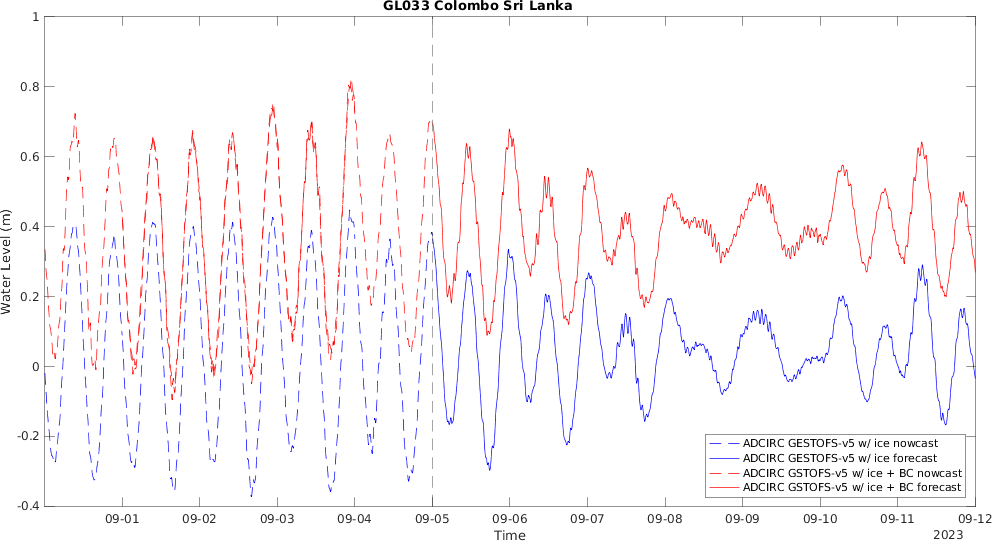 GL033 Colombo Sri Lanka
Water Level (m)
1
0.8
0.6
0.4
0.2
0
-0.2
-0.4
09-01 09-02 09-03 09-04 09-05 09-06 09-07 09-08 09-09 09-10 09-11 09-12
Time
2023
ADCIRC GESTOFS-v5 w/ ice nowcast
ADCIRC GESTOFS-v5 w/ ice forecast
ADCIRC GSTOFS-v5 w/ ice + BC nowcast
ADCIRC GSTOFS-v5 w/ ice + BC forecast